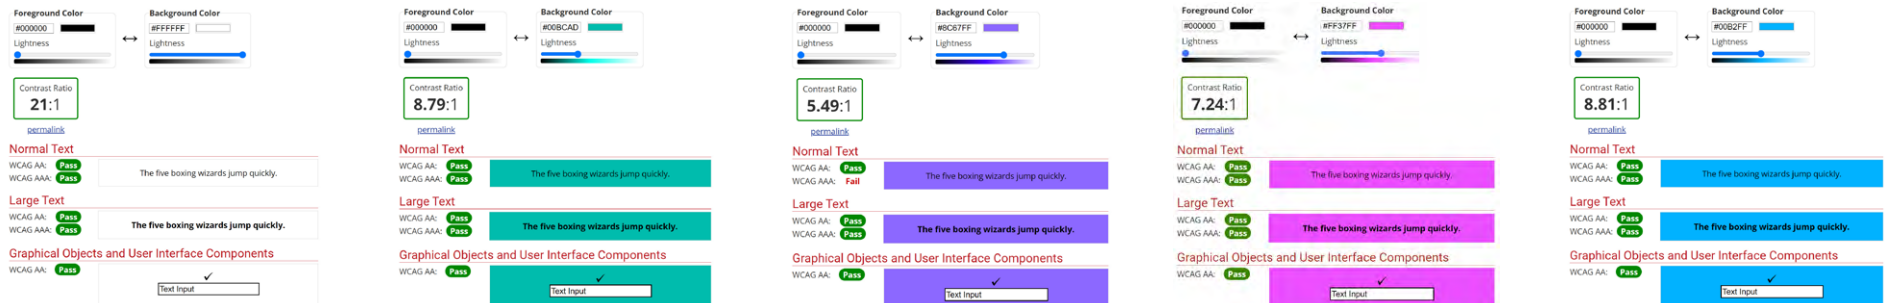 Foreground Color
Background Color
#000000
#FFFFFF
Lightness
Lightness
Contrast Ratio
21:1
permalink
Normal Text
WCAG AA: Pass
WCAG AAA: Pass
The five boxing wizards jump quickly.
Large Text
WCAG AA: Pass
WCAG AAA: Pass
The five boxing wizards jump quickly.
Graphical Objects and User Interface Components
WCAG AA: Pass
✓
Text Input
Foreground Color
Background Color
#000000
#00BCAD
Lightness
Lightness
Contrast Ratio
8.79:1
permalink
Normal Text
WCAG AA: Pass
WCAG AAA: Pass
The five boxing wizards jump quickly.
Large Text
WCAG AA: Pass
WCAG AAA: Pass
The five boxing wizards jump quickly.
Graphical Objects and User Interface Components
WCAG AA: Pass
✓
Text Input
Foreground Color
Background Color
#000000
#8C67FF
Lightness
Lightness
Contrast Ratio
5.49:1
permalink
Normal Text
WCAG AA: Pass
WCAG AAA: Fail
The five boxing wizards jump quickly.
Large Text
WCAG AA: Pass
WCAG AAA: Pass
The five boxing wizards jump quickly.
Graphical Objects and User Interface Components
WCAG AA: Pass
✓
Text Input
Foreground Color
Background Color
#000000
#FF37FF
Lightness
Lightness
Contrast Ratio
7.24:1
permalink
Normal Text
WCAG AA: Pass
WCAG AAA: Pass
The five boxing wizards jump quickly.
Large Text
WCAG AA: Pass
WCAG AAA: Pass
The five boxing wizards jump quickly.
Graphical Objects and User Interface Components
WCAG AA: Pass
✓
Text Input
Foreground Color
Background Color
#000000
#00B2FF
Lightness
Lightness
Contrast Ratio
8.81:1
permalink
Normal Text
WCAG AA: Pass
WCAG AAA: Pass
The five boxing wizards jump quickly.
Large Text
WCAG AA: Pass
WCAG AAA: Pass
The five boxing wizards jump quickly.
Graphical Objects and User Interface Components
WCAG AA: Pass
✓
Text Input